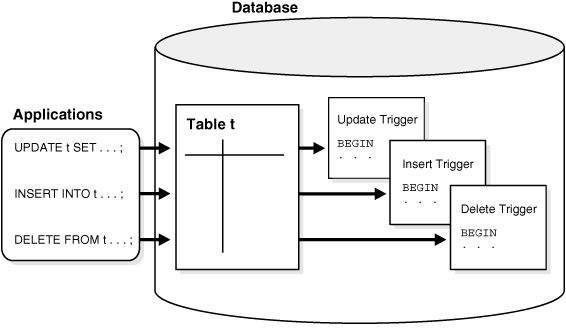 Database
Applications
UPDATE t SET . . . ;
INSERT INTO t . . . ;
DELETE FROM t . . . ;
Table t
Update Trigger
BEGIN
. . .
Insert Trigger
BEGIN
. . .
Delete Trigger
BEGIN
. . .